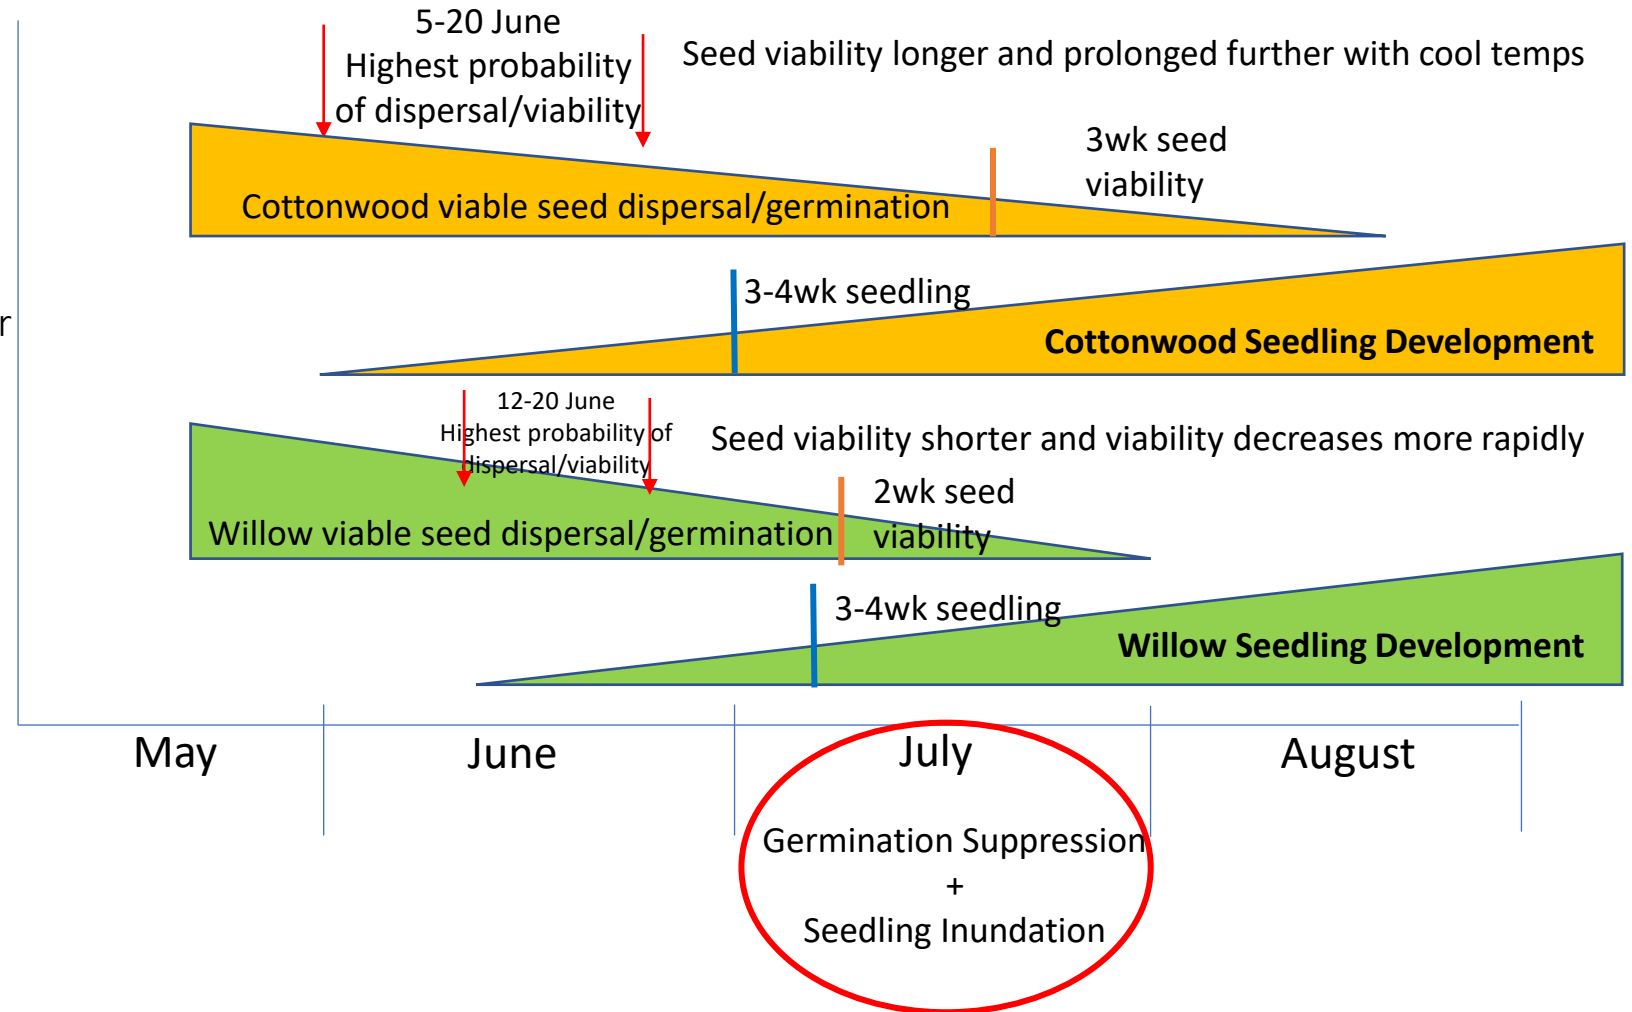 5-20 June
Highest probability
of dispersal/viability
Seed viability longer and prolonged further with cool temps
3wk seed
viability
Cottonwood viable seed dispersal/germination
3-4wk seedling
r
Cottonwood Seedling Development
12-20 June
Highest probability of
dispersal/viability
Seed viability shorter and viability decreases more rapidly
2wk seed
viability
Willow viable seed dispersal/germination
3-4wk seedling
Willow Seedling Development
May
June
July
August
Germination Suppression
+
Seedling Inundation